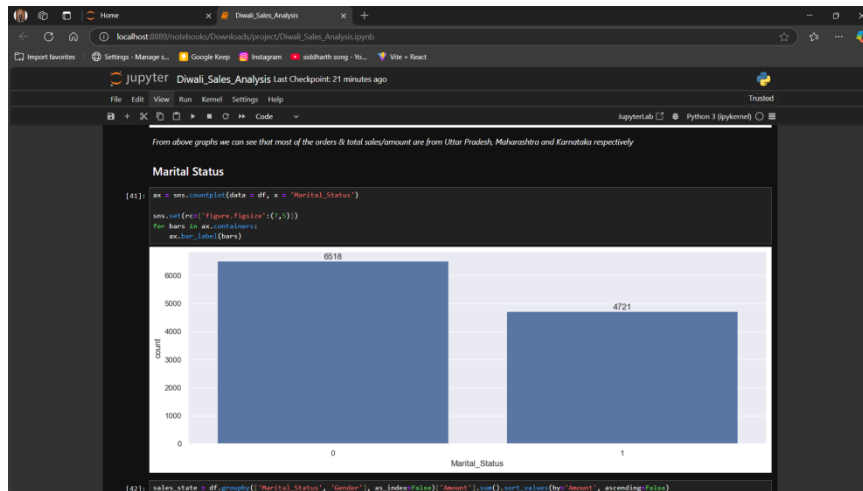 Home
Diwali_Sales_Analysis
localhost:8889/notebooks/Downloads/project/Diwali_Sales_Analysis.ipynb
Import favorites Settings - Manage s... Google Keep Instagram siddharth song - Yo... Vite + React
jupyter Diwali_Sales_Analysis Last Checkpoint: 21 minutes ago
File Edit View Run Kernel Settings Help Trusted
Code JupyterLab Python 3 (ipykernel)
From above graphs we can see that most of the orders & total sales/amount are from Uttar Pradesh, Maharashtra and Karnataka respectively
Marital Status
[41]: ax = sns.countplot(data = df, x = 'Marital_Status')
sns.set(rc={'figure.figsize':(7,5)})
for bars in ax.containers:
ax.bar_label(bars)
6518
6000
5000
4721
4000
3000
2000
1000
0
count
0 1
Marital_Status
[42]: sales_state = df.groupby(['Marital_Status', 'Gender'], as_index=False)['Amount'].sum().sort_values(by='Amount', ascending=False)